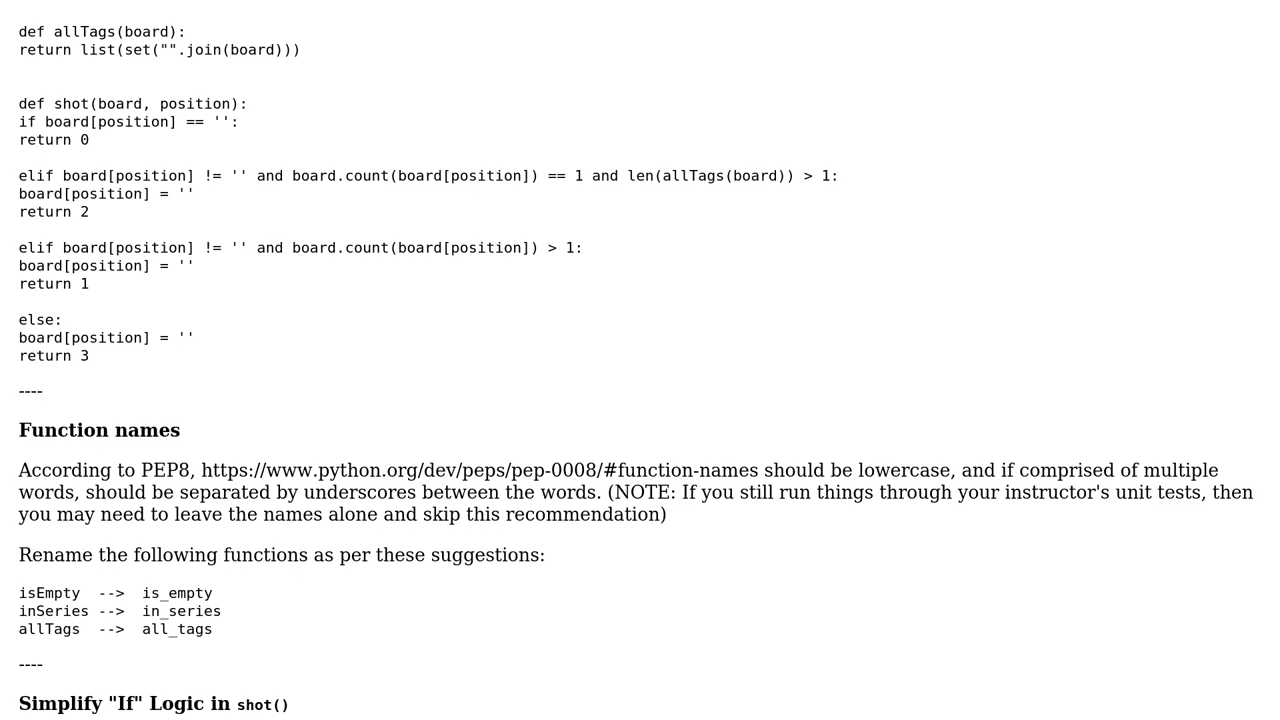 def allTags(board):
return list(set("".join(board)))
def shot(board, position):
if board[position] == '':
return 0
elif board[position] != '' and board.count(board[position]) == 1 and len(allTags(board)) > 1:
board[position] = ''
return 2
elif board[position] != '' and board.count(board[position]) > 1:
board[position] = ''
return 1
else:
board[position] = ''
return 3
----
Function names
According to PEP8, https://www.python.org/dev/peps/pep-0008/#function-names should be lowercase, and if comprised of multiple
words, should be separated by underscores between the words. (NOTE: If you still run things through your instructor's unit tests, then
you may need to leave the names alone and skip this recommendation)
Rename the following functions as per these suggestions:
isEmpty  -->  is_empty
inSeries -->  in_series
allTags  -->  all_tags
----
Simplify "If" Logic in shot()